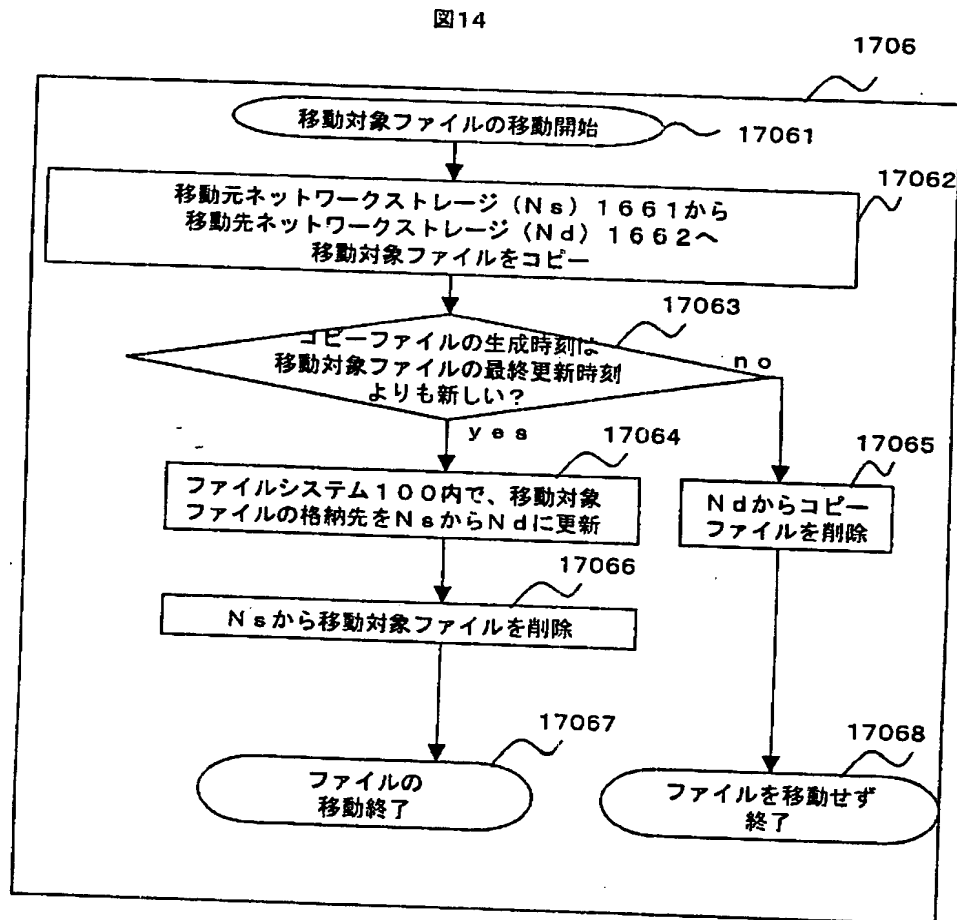 図14
1706
移動対象ファイルの移動開始
17061
17062
移動元ネットワークストレージ(Ns)1661から
移動先ネットワークストレージ(Nd)1662へ
移動対象ファイルをコピー
17063
コピーファイルの生成時刻は
移動対象ファイルの最終更新時刻
よりも新しい?
no
yes
17064
ファイルシステム100内で、移動対象
ファイルの格納先をNsからNdに更新
17065
Ndからコピー
ファイルを削除
17066
Nsから移動対象ファイルを削除
17067
ファイルの
移動終了
17068
ファイルを移動せず
終了